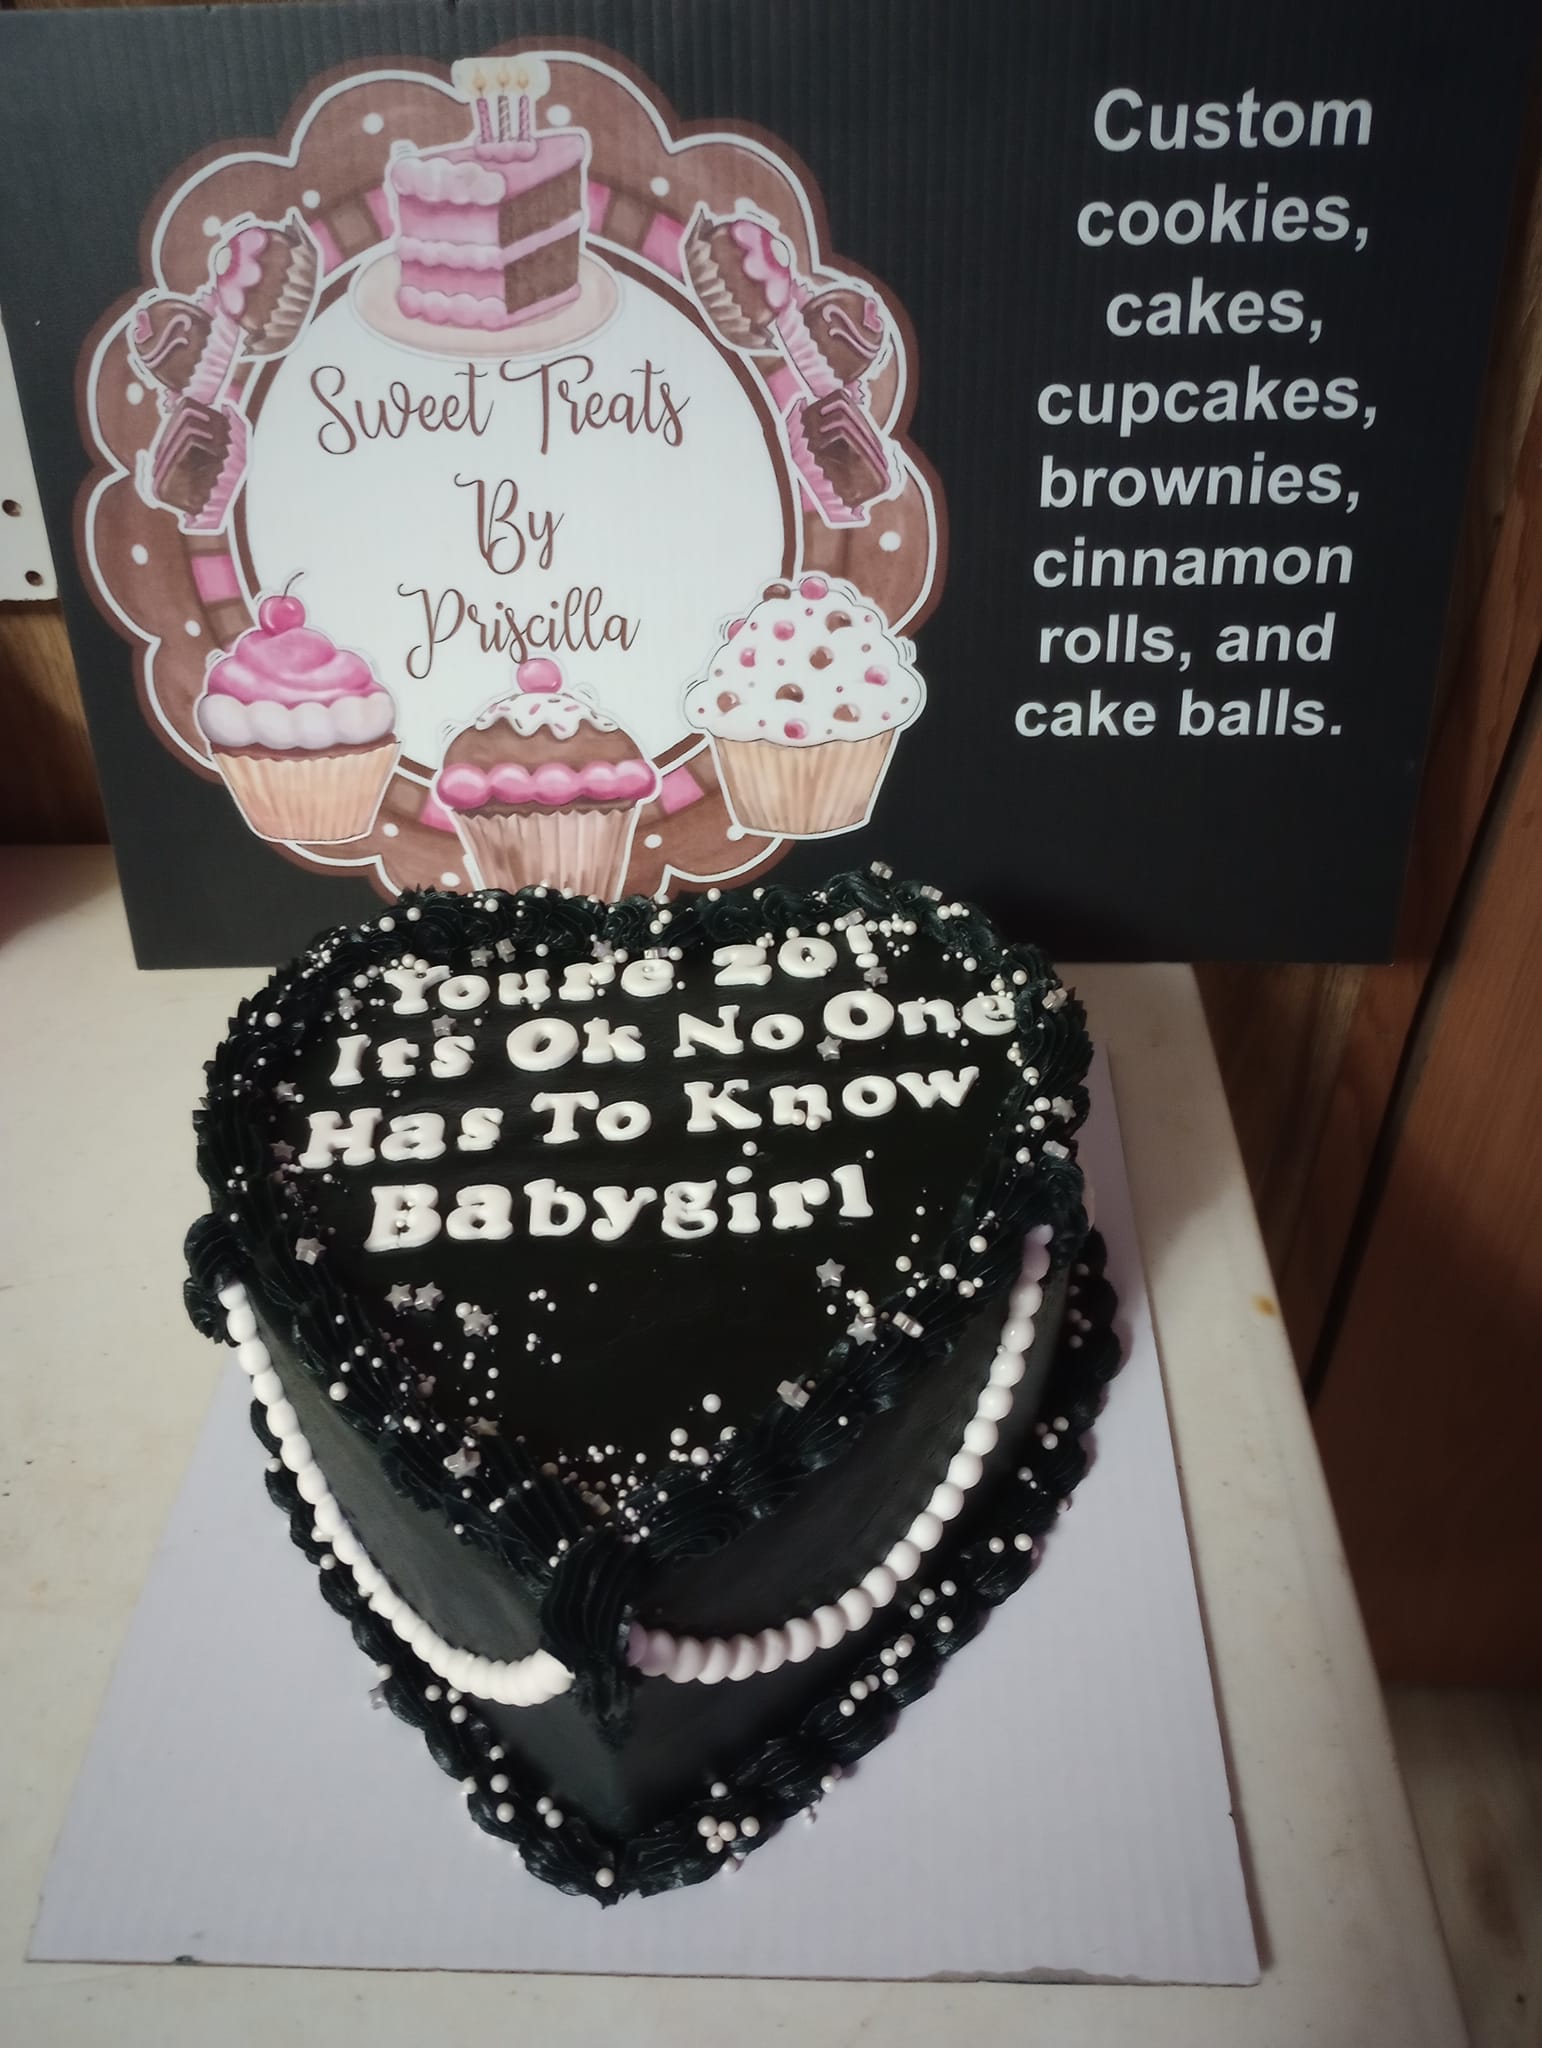 Sweet Treats
By
Priscilla
Custom
cookies,
cakes,
cupcakes,
brownies,
cinnamon
rolls, and
cake balls.
Youre 20!
Its Ok No One
Has To Know
Babygirl